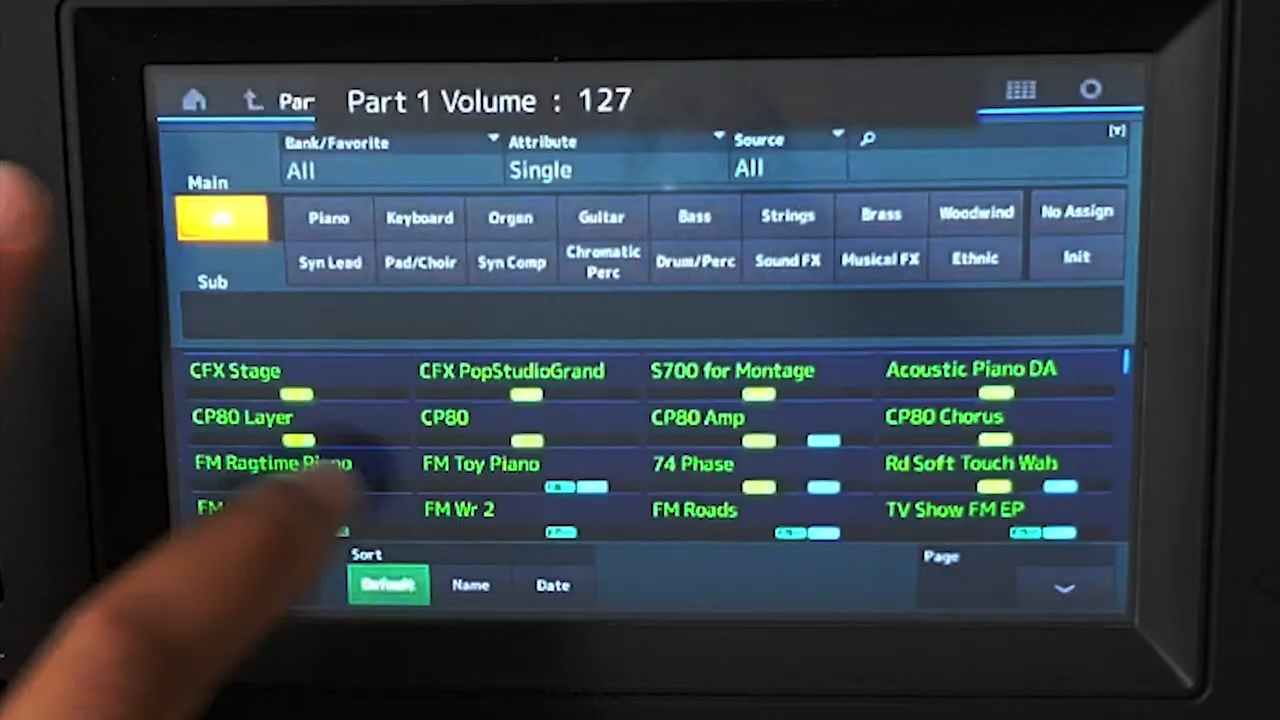 Par
Part 1 Volume : 127
Bank/Favorite
All
Attribute
Single
Source
All
Main
Piano
Keyboard
Organ
Guitar
Bass
Strings
Brass
Woodwind
No Assign
Syn Lead
Pad/Choir
Syn Comp
Chromatic
Perc
Drum/Perc
Sound FX
Musical FX
Ethnic
Init
Sub
CFX Stage
CFX PopStudioGrand
S700 for Montage
Acoustic Piano DA
CP80 Layer
CP80
CP80 Amp
CP80 Chorus
FM Ragtime Piano
FM Toy Piano
74 Phase
Rd Soft Touch Wah
FM
FM Wr 2
FM Roads
TV Show FM EP
Sort
Default
Name
Date
Page